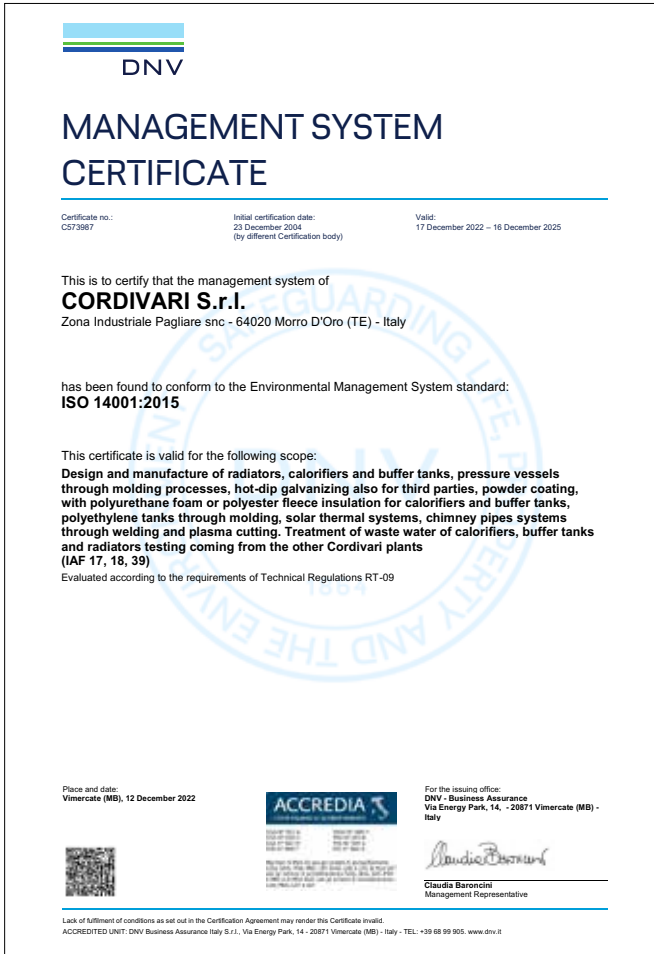 DNV
MANAGEMENT SYSTEM
CERTIFICATE
Certificate no.:
C573987
Initial certification date:
23 December 2004
(by different Certification body)
Valid:
17 December 2022 – 16 December 2025
This is to certify that the management system of
CORDIVARI S.r.l.
Zona Industriale Pagliare snc - 64020 Morro D'Oro (TE) - Italy
has been found to conform to the Environmental Management System standard:
ISO 14001:2015
This certificate is valid for the following scope:
Design and manufacture of radiators, calorifiers and buffer tanks, pressure vessels
through molding processes, hot-dip galvanizing also for third parties, powder coating,
with polyurethane foam or polyester fleece insulation for calorifiers and buffer tanks,
polyethylene tanks through molding, solar thermal systems, chimney pipes systems
through welding and plasma cutting. Treatment of waste water of calorifiers, buffer tanks
and radiators testing coming from the other Cordivari plants
(IAF 17, 18, 39)
Evaluated according to the requirements of Technical Regulations RT-09
SAFEGUARDING LIFE, PROPERTY AND THE ENVIRONMENT
DNV
1864
Place and date:
Vimercate (MB), 12 December 2022
ACCREDIA
For the issuing office:
DNV - Business Assurance
Via Energy Park, 14, - 20871 Vimercate (MB) -
Italy
Claudia Baroncini
Claudia Baroncini
Management Representative
Lack of fulfilment of conditions as set out in the Certification Agreement may render this Certificate invalid.
ACCREDITED UNIT: DNV Business Assurance Italy S.r.l., Via Energy Park, 14 - 20871 Vimercate (MB) - Italy - TEL: +39 68 99 905. www.dnv.it